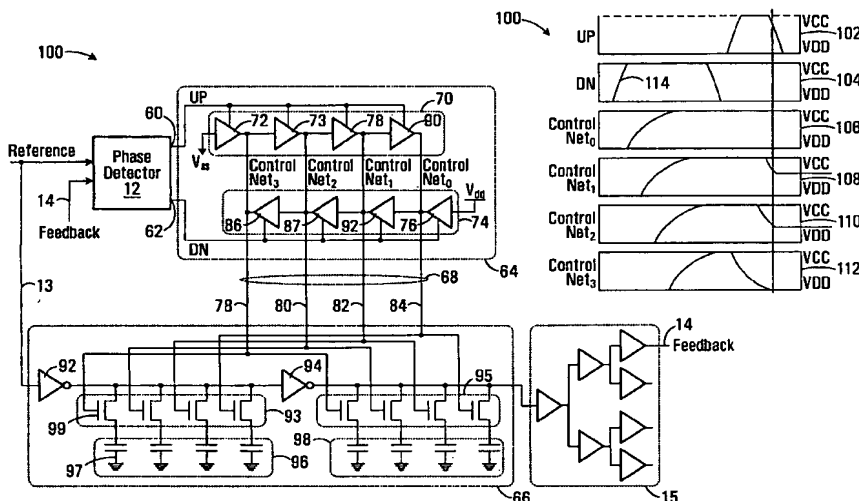 100
UP
60
70
72
73
78
90
Reference
Phase
Detector
12
V_ss
Control
Net3
Control
Net2
Control
Net1
Control
Net0
V_dd
14
86
87
92
76
74
Feedback
62
DN
64
68
13
78
80
82
84
92
94
95
99
93
97
96
98
66
100
UP
VCC
VDD
102
DN
114
VCC
VDD
104
Control
Net0
VCC
VDD
106
Control
Net1
VCC
VDD
108
Control
Net2
VCC
VDD
110
Control
Net3
VCC
VDD
112
14
Feedback
15